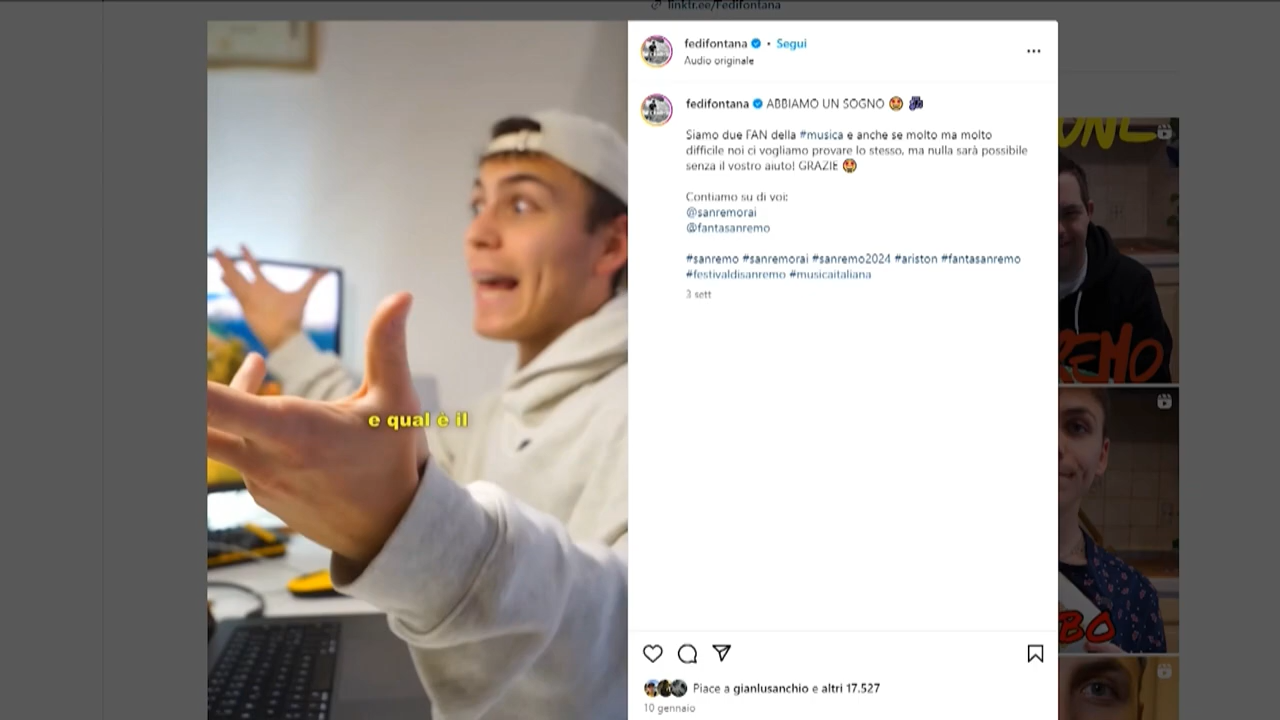 linktr.ee/Fedifontana
fedifontana • Segui
Audio originale
fedifontana ABBIAMO UN SOGNO
Siamo due FAN della #musica e anche se molto ma molto
difficile noi ci vogliamo provare lo stesso, ma nulla sarà possibile
senza il vostro aiuto! GRAZIE
Contiamo su di voi:
@sanremorai
@fantasanremo
#sanremo #sanremorai #sanremo2024 #ariston #fantasanremo
#festivaldisanremo #musicaitaliana
3 sett
e qual è il
Piace a gianlusanchio e altri 17.527
10 gennaio